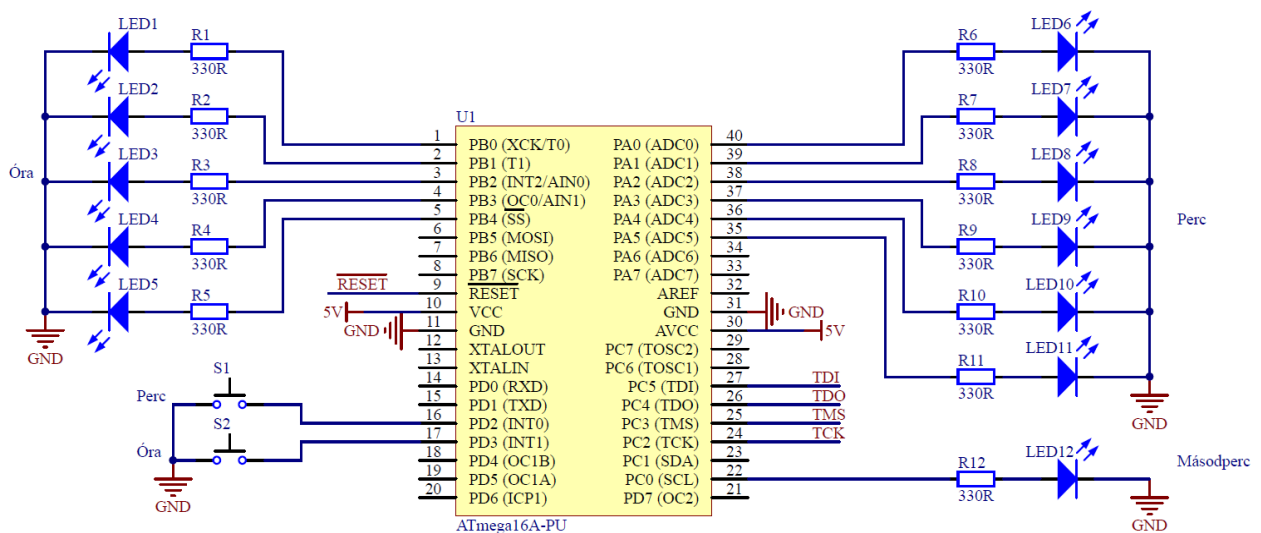 LED1
R1
330R
LED2
R2
330R
LED3
R3
330R
LED4
R4
330R
LED5
R5
330R
Óra
GND
S1
Perc
S2
Óra
GND
RESET
5V
GND
U1
1 PB0 (XCK/T0)
2 PB1 (T1)
3 PB2 (INT2/AIN0)
4 PB3 (OC0/AIN1)
5 PB4 (SS)
6 PB5 (MOSI)
7 PB6 (MISO)
8 PB7 (SCK)
9 RESET
10 VCC
11 GND
12 XTALOUT
13 XTALIN
14 PD0 (RXD)
15 PD1 (TXD)
16 PD2 (INT0)
17 PD3 (INT1)
18 PD4 (OC1B)
19 PD5 (OC1A)
20 PD6 (ICP1)
PA0 (ADC0) 40
PA1 (ADC1) 39
PA2 (ADC2) 38
PA3 (ADC3) 37
PA4 (ADC4) 36
PA5 (ADC5) 35
PA6 (ADC6) 34
PA7 (ADC7) 33
AREF 32
GND 31
AVCC 30
PC7 (TOSC2) 29
PC6 (TOSC1) 28
PC5 (TDI) 27
PC4 (TDO) 26
PC3 (TMS) 25
PC2 (TCK) 24
PC1 (SDA) 23
PC0 (SCL) 22
PD7 (OC2) 21
ATmega16A-PU
GND
5V
TDI
TDO
TMS
TCK
R6
330R
LED6
R7
330R
LED7
R8
330R
LED8
R9
330R
LED9
R10
330R
LED10
R11
330R
LED11
Perc
GND
R12
330R
LED12
Másodperc
GND